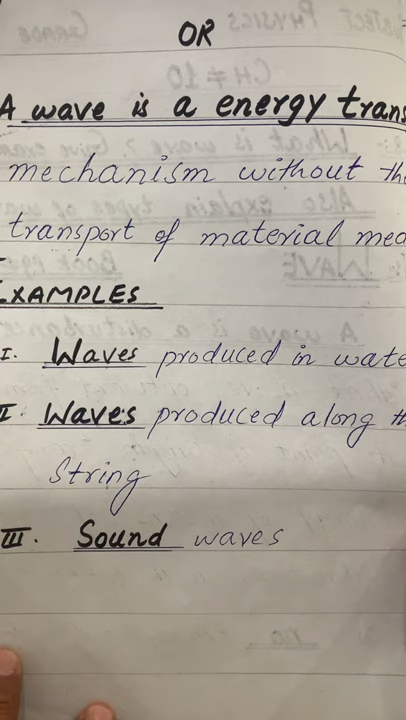 OR
A wave is a energy trans
mechanism without the
transport of material med
EXAMPLES
I. Waves produced in wate
II. Waves produced along th
String
III. Sound waves